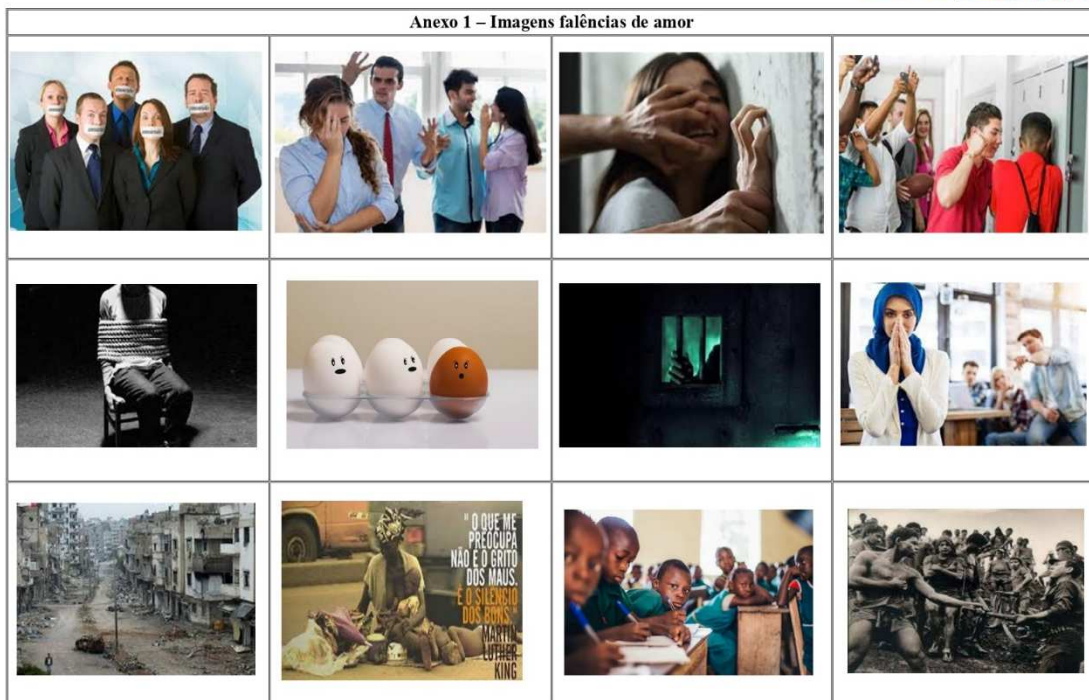 Anexo 1 – Imagens falências de amor
" O QUE ME
PREOCUPA
NÃO É O GRITO
DOS MAUS.
É O SILÊNCIO
DOS BONS."
MARTIN
LUTHER
KING